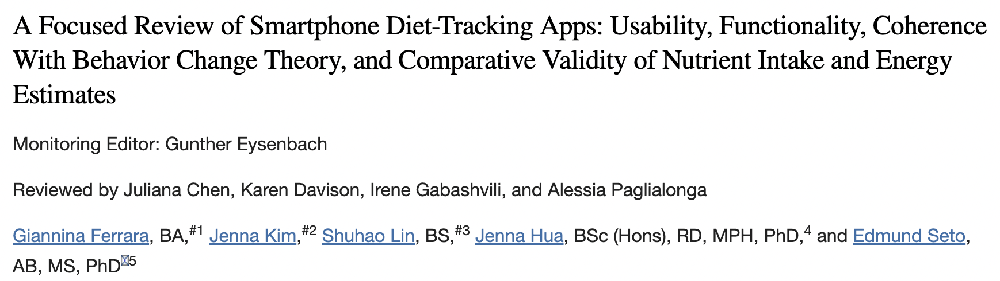 A Focused Review of Smartphone Diet-Tracking Apps: Usability, Functionality, Coherence
With Behavior Change Theory, and Comparative Validity of Nutrient Intake and Energy
Estimates
Monitoring Editor: Gunther Eysenbach
Reviewed by Juliana Chen, Karen Davison, Irene Gabashvili, and Alessia Paglialonga
Giannina Ferrara, BA,#1 Jenna Kim,#2 Shuhao Lin, BS,#3 Jenna Hua, BSc (Hons), RD, MPH, PhD,4 and Edmund Seto,
AB, MS, PhD5